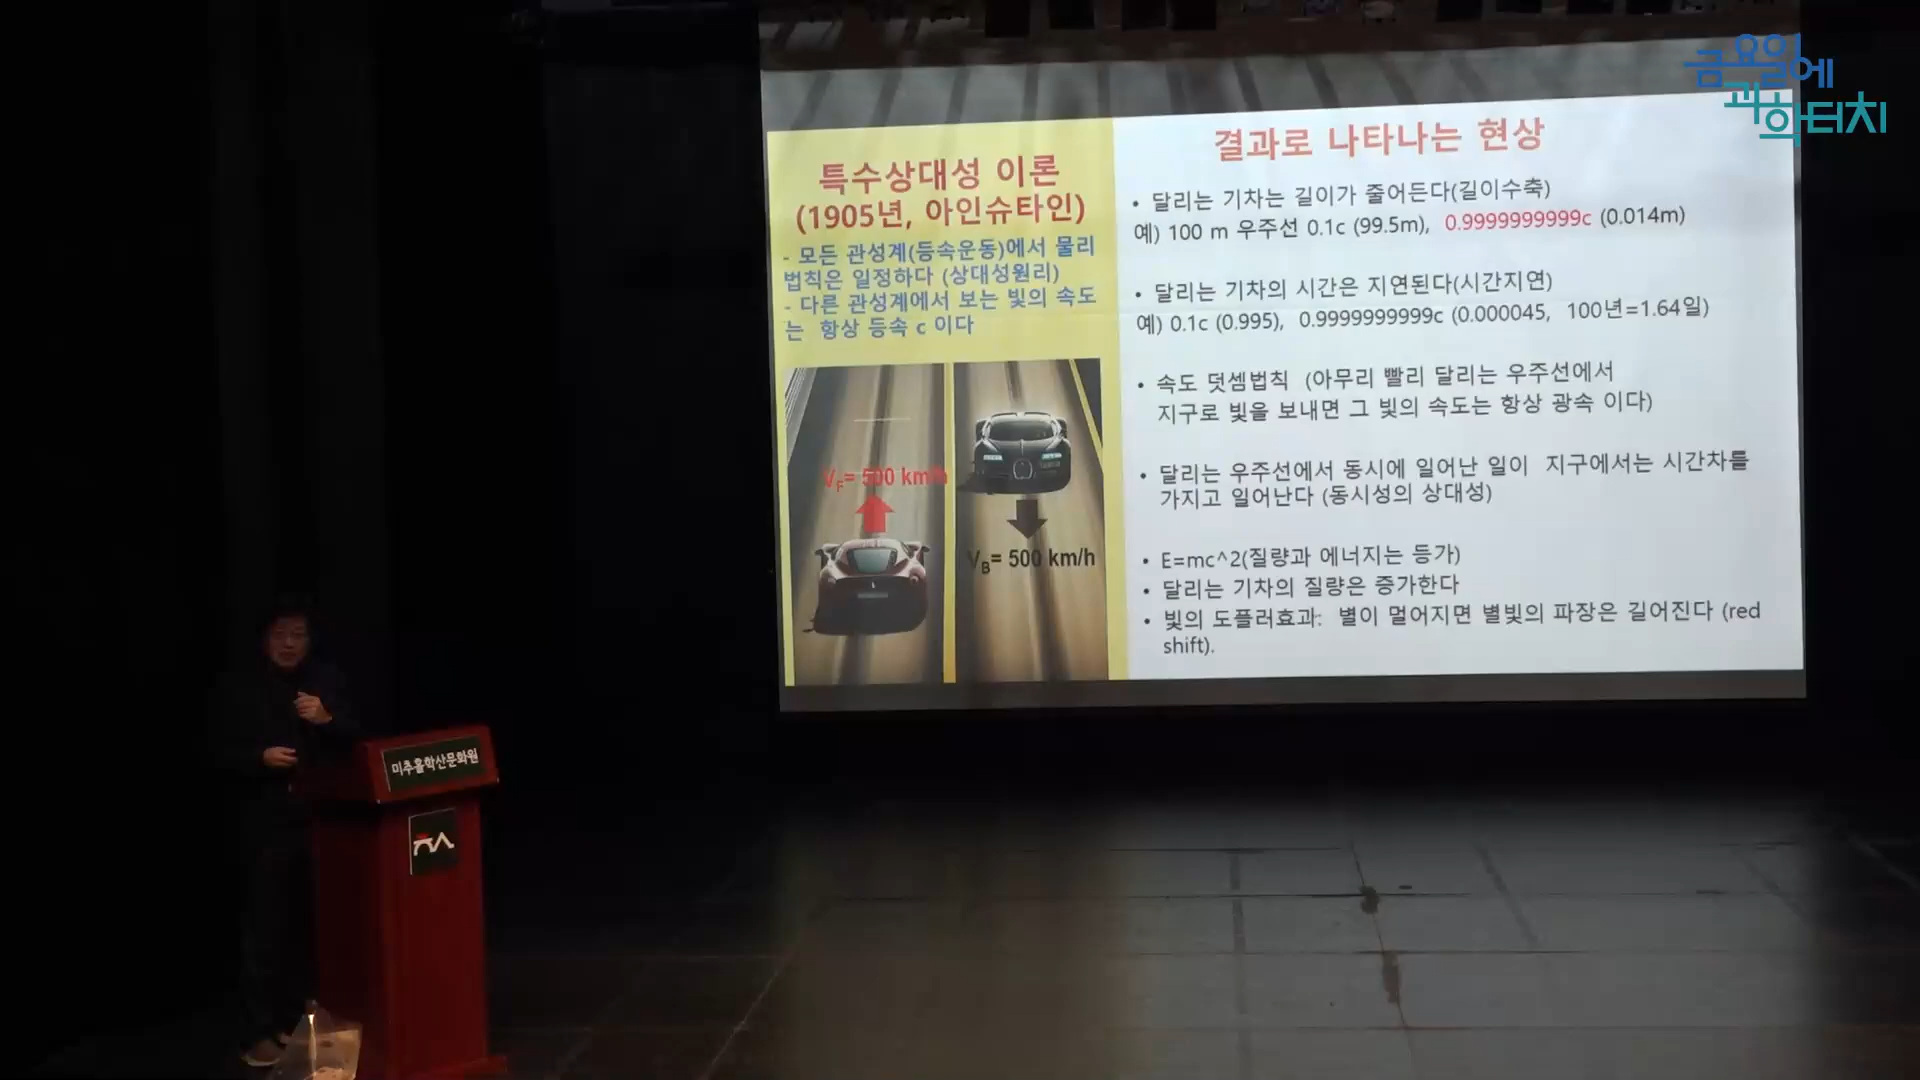 금요일에
과학터치
특수상대성 이론
(1905년, 아인슈타인)
- 모든 관성계(등속운동)에서 물리
법칙은 일정하다 (상대성원리)
- 다른 관성계에서 보는 빛의 속도
는 항상 등속 c 이다
V_F= 500 km/h
V_B= 500 km/h
결과로 나타나는 현상
• 달리는 기차는 길이가 줄어든다(길이수축)
예) 100 m 우주선 0.1c (99.5m), 0.9999999999c (0.014m)
• 달리는 기차의 시간은 지연된다(시간지연)
예) 0.1c (0.995), 0.9999999999c (0.000045, 100년=1.64일)
• 속도 덧셈법칙 (아무리 빨리 달리는 우주선에서
지구로 빛을 보내면 그 빛의 속도는 항상 광속 이다)
• 달리는 우주선에서 동시에 일어난 일이 지구에서는 시간차를
가지고 일어난다 (동시성의 상대성)
• E=mc^2(질량과 에너지는 등가)
• 달리는 기차의 질량은 증가한다
• 빛의 도플러효과: 별이 멀어지면 별빛의 파장은 길어진다 (red
shift).
미추홀학산문화원